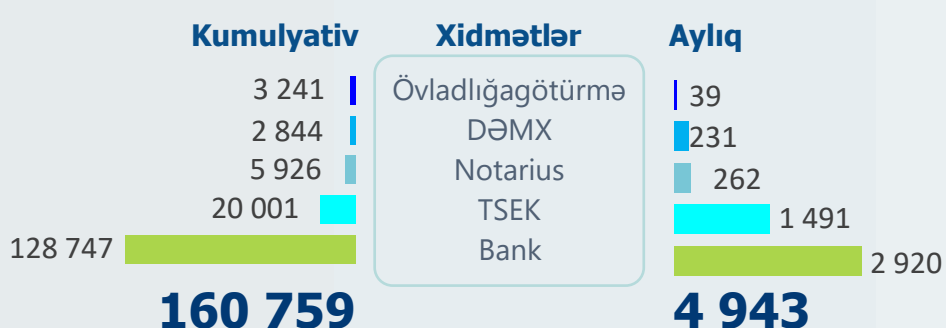 Kumulyativ Xidmətlər Aylıq
3 241 Övladlığagötürmə 39
2 844 DƏMX 231
5 926 Notarius 262
20 001 TSEK 1 491
128 747 Bank 2 920
160 759 4 943